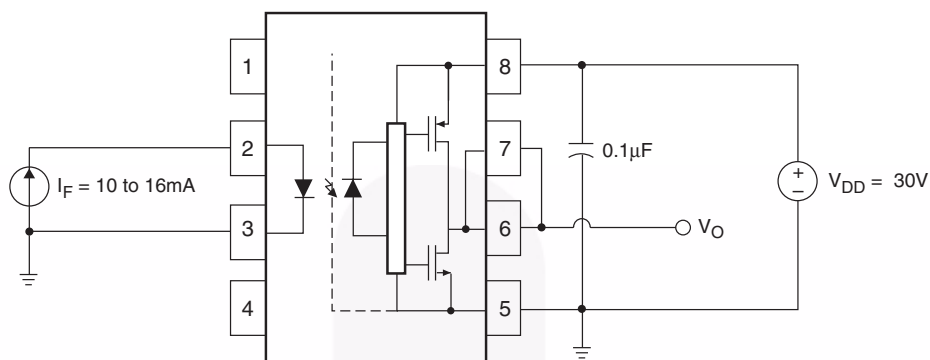 1
2
3
4
8
7
6
5
I_F = 10 to 16mA
0.1µF
+
–
V_DD = 30V
V_O